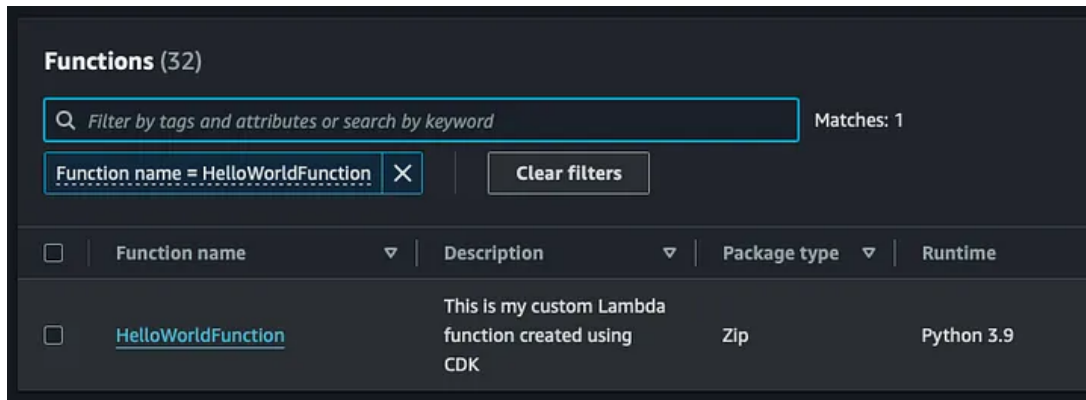 Functions (32)
Filter by tags and attributes or search by keyword
Matches: 1
Function name = HelloWorldFunction
Clear filters
Function name
Description
Package type
Runtime
HelloWorldFunction
This is my custom Lambda
function created using
CDK
Zip
Python 3.9